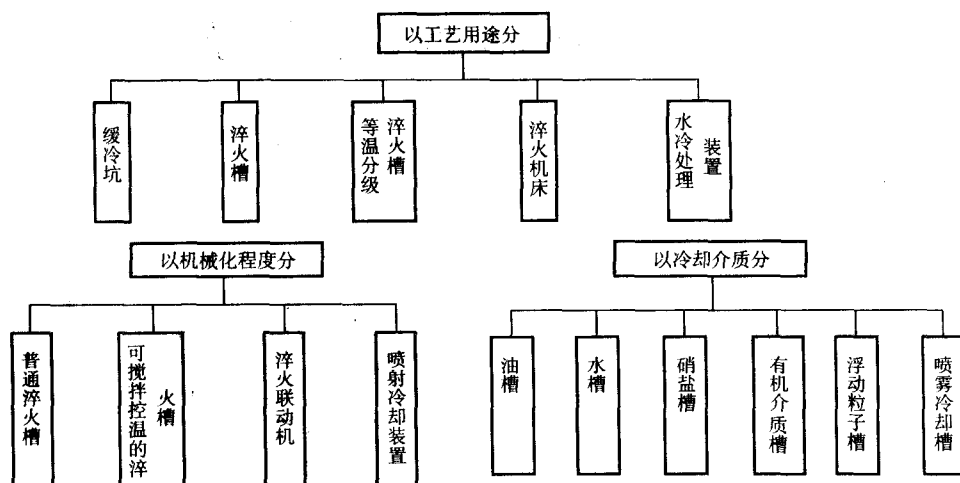 以工艺用途分
缓冷坑
淬火槽
等温分级
淬火槽
淬火机床
水冷处理
装置
以机械化程度分
普通淬火槽
可搅拌控温的淬
火槽
淬火联动机
喷射冷却装置
以冷却介质分
油槽
水槽
硝盐槽
有机介质槽
浮动粒子槽
喷雾冷却槽